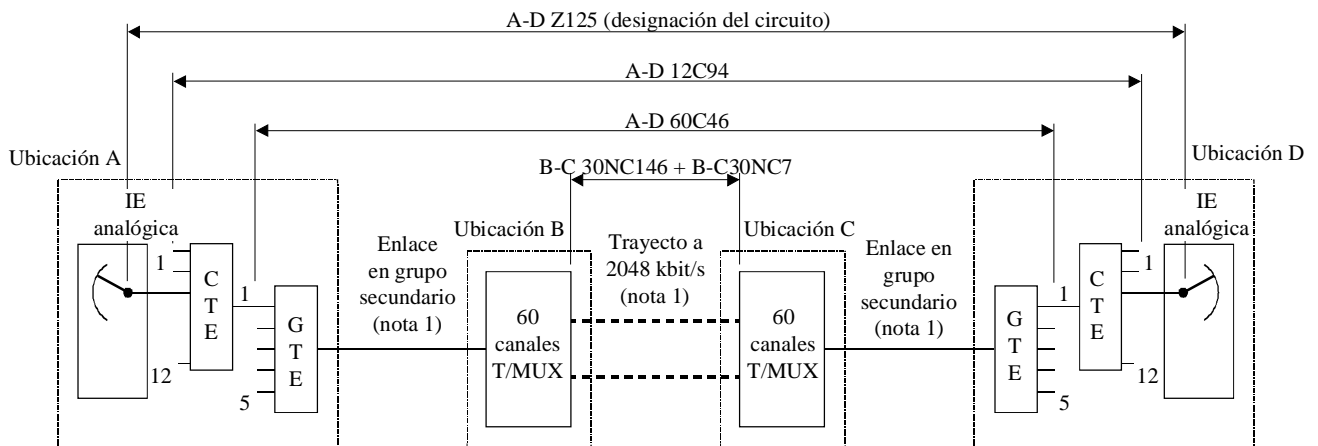 A-D Z125 (designación del circuito)
A-D 12C94
A-D 60C46
B-C 30NC146 + B-C30NC7
Ubicación A
IE
analógica
1
12
C
T
E
1
5
G
T
E
Enlace
en grupo
secundario
(nota 1)
Ubicación B
60
canales
T/MUX
Trayecto a
2048 kbit/s
(nota 1)
Ubicación C
60
canales
T/MUX
Enlace en
grupo
secundario
(nota 1)
Ubicación D
G
T
E
1
5
C
T
E
1
12
IE
analógica